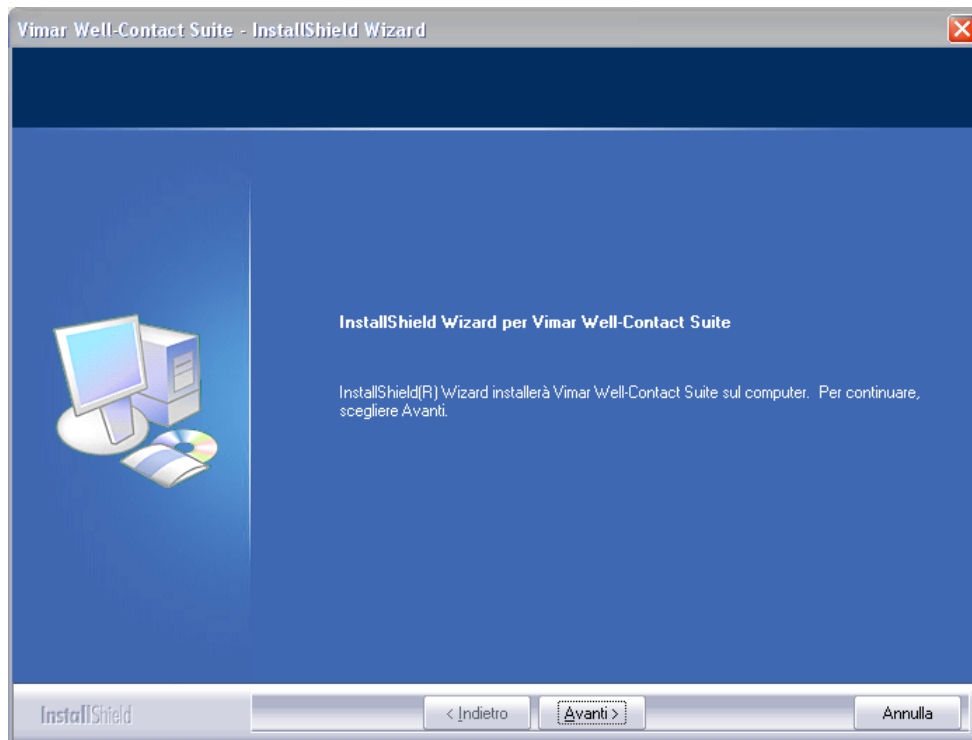 Vimar Well-Contact Suite - InstallShield Wizard
InstallShield Wizard per Vimar Well-Contact Suite
InstallShield(R) Wizard installerà Vimar Well-Contact Suite sul computer. Per continuare,
scegliere Avanti.
InstallShield
< Indietro
Avanti >
Annulla